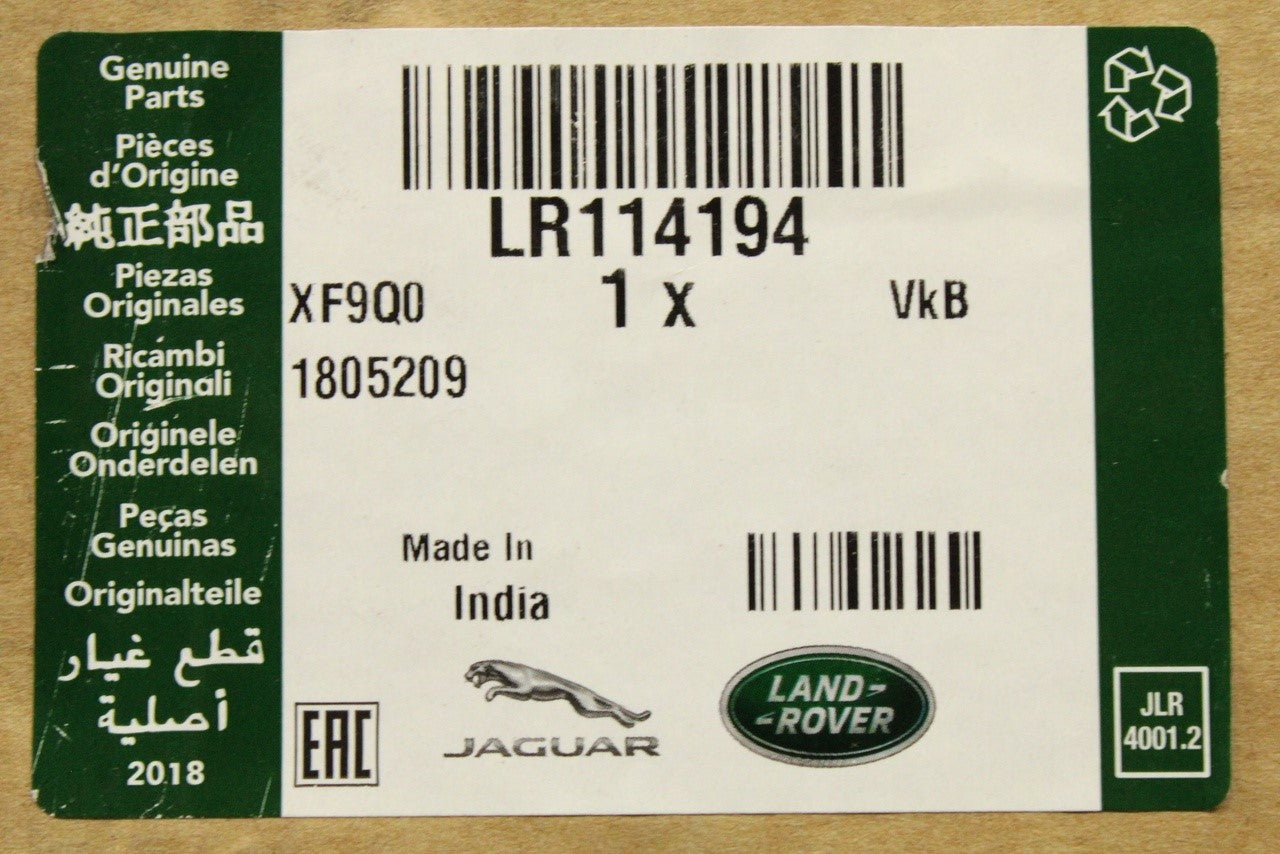 Genuine
Parts
Pièces
d'Origine
純正部品
Piezas
Originales
Ricambi
Originali
Originele
Onderdelen
Peças
Genuinas
Originalteile
قطع غيار
أصلية
2018
LR114194
XF9Q0 1 x VkB
1805209
Made In
India
EAC
JAGUAR
LAND-
-ROVER
JLR
4001.2